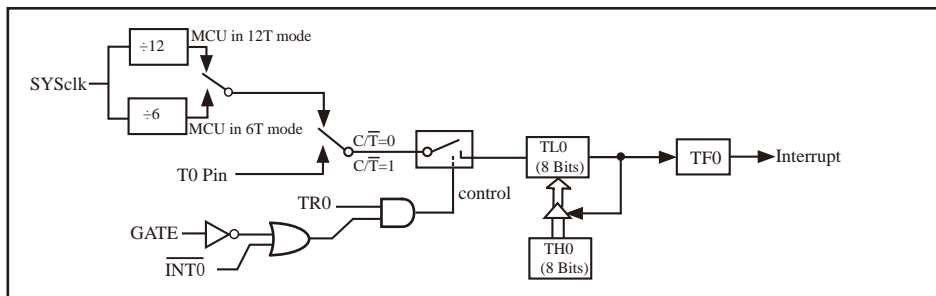 ÷12
MCU in 12T mode
SYSclk
÷6
MCU in 6T mode
C/T̅=0
C/T̅=1
T0 Pin
TL0
(8 Bits)
TF0
Interrupt
control
TR0
GATE
I̅N̅T̅0̅
TH0
(8 Bits)